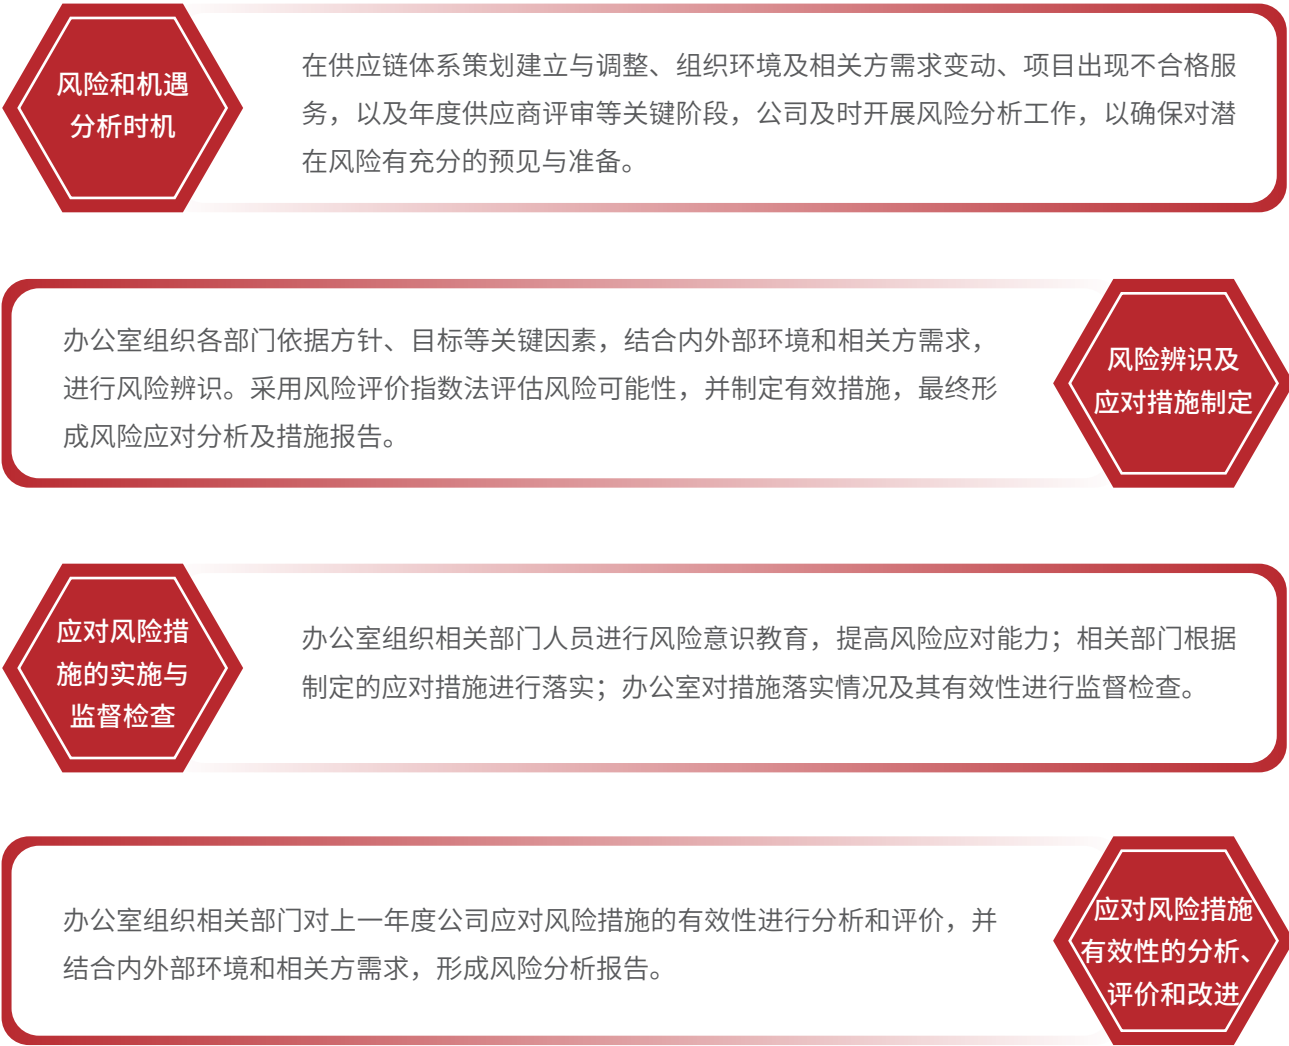 风险和机遇
分析时机
在供应链体系策划建立与调整、组织环境及相关方需求变动、项目出现不合格服
务，以及年度供应商评审等关键阶段，公司及时开展风险分析工作，以确保对潜
在风险有充分的预见与准备。
办公室组织各部门依据方针、目标等关键因素，结合内外部环境和相关方需求，
进行风险辨识。采用风险评价指数法评估风险可能性，并制定有效措施，最终形
成风险应对分析及措施报告。
风险辨识及
应对措施制定
应对风险措
施的实施与
监督检查
办公室组织相关部门人员进行风险意识教育，提高风险应对能力；相关部门根据
制定的应对措施进行落实；办公室对措施落实情况及其有效性进行监督检查。
办公室组织相关部门对上一年度公司应对风险措施的有效性进行分析和评价，并
结合内外部环境和相关方需求，形成风险分析报告。
应对风险措施
有效性的分析、
评价和改进